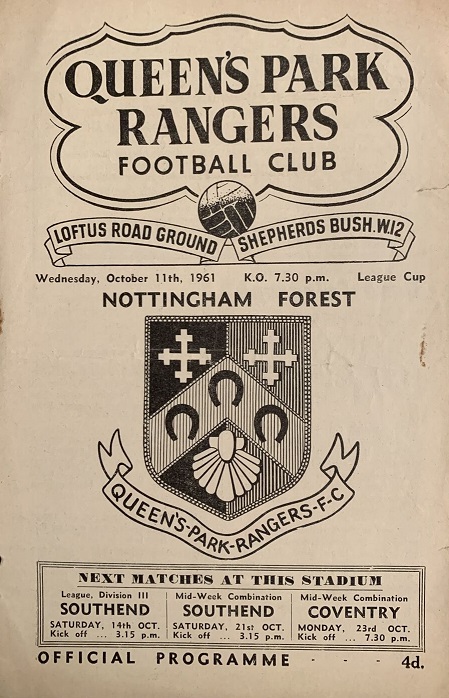 QUEEN'S PARK
RANGERS
FOOTBALL CLUB
LOFTUS ROAD GROUND SHEPHERDS BUSH.W.12
Wednesday, October 11th, 1961 K.O. 7.30 p.m. League Cup
NOTTINGHAM FOREST
QUEEN'S-PARK-RANGERS-F-C
NEXT MATCHES AT THIS STADIUM
League, Division III
SOUTHEND
SATURDAY, 14th OCT.
Kick off ... 3.15 p.m.
Mid-Week Combination
SOUTHEND
SATURDAY, 21st OCT.
Kick off ... 3.15 p.m.
Mid-Week Combination
COVENTRY
MONDAY, 23rd OCT.
Kick off ... 7.30 p.m.
OFFICIAL PROGRAMME - - - 4d.